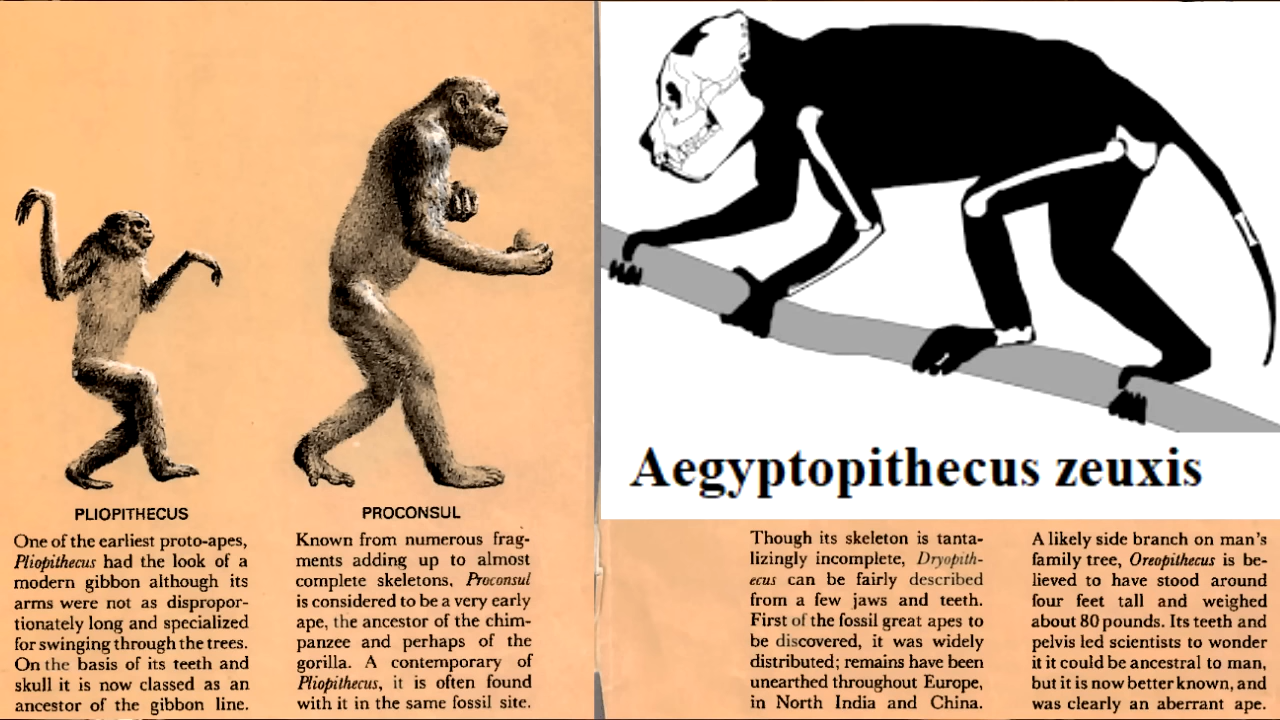 PLIOPITHECUS
One of the earliest proto-apes,
Pliopithecus had the look of a
modern gibbon although its
arms were not as dispropor-
tionately long and specialized
for swinging through the trees.
On the basis of its teeth and
skull it is now classed as an
ancestor of the gibbon line.
PROCONSUL
Known from numerous frag-
ments adding up to almost
complete skeletons, Proconsul
is considered to be a very early
ape, the ancestor of the chim-
panzee and perhaps of the
gorilla. A contemporary of
Pliopithecus, it is often found
with it in the same fossil site.
Aegyptopithecus zeuxis
Though its skeleton is tanta-
lizingly incomplete, Dryopith-
ecus can be fairly described
from a few jaws and teeth.
First of the fossil great apes to
be discovered, it was widely
distributed; remains have been
unearthed throughout Europe,
in North India and China.
A likely side branch on man's
family tree, Oreopithecus is be-
lieved to have stood around
four feet tall and weighed
about 80 pounds. Its teeth and
pelvis led scientists to wonder
it it could be ancestral to man,
but it is now better known, and
was clearly an aberrant ape.